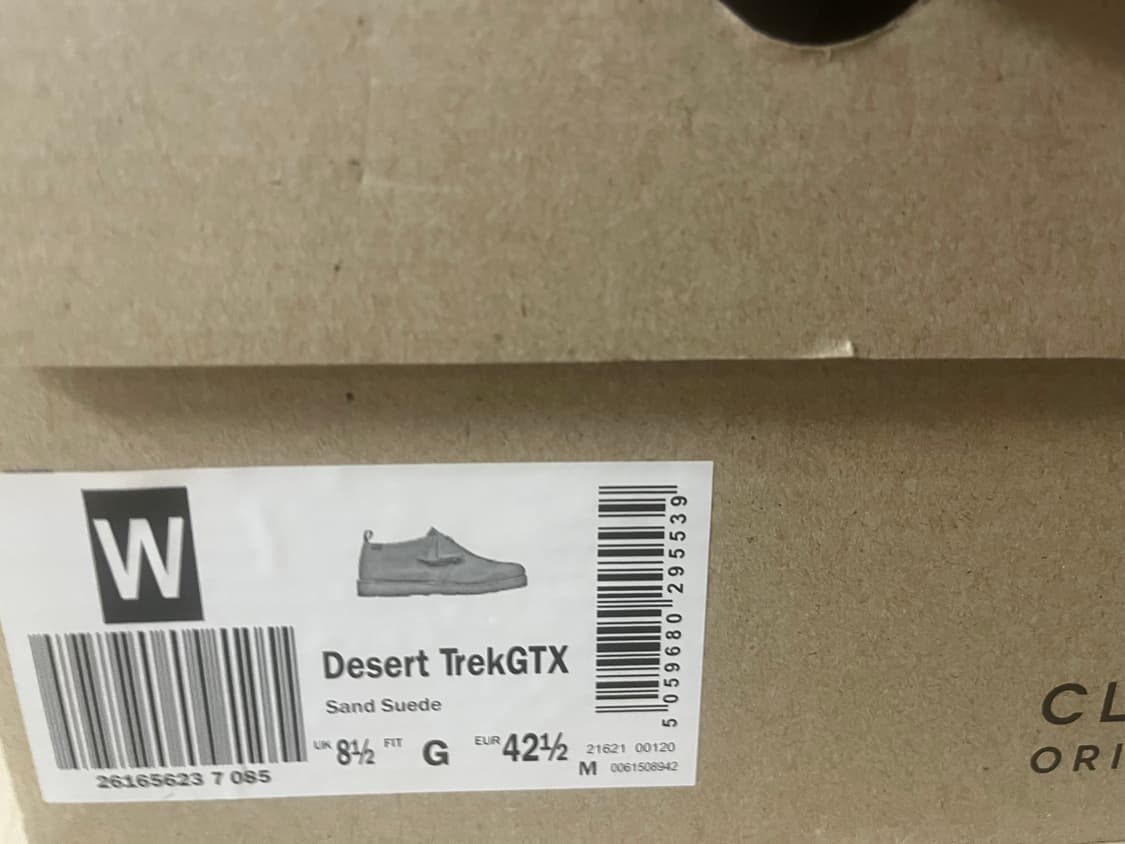 W
26165623 7 085
Desert TrekGTX
Sand Suede
UK 8½ FIT G EUR 42½
5 059680 295539
21621 00120
M 0061508942
CL
ORI